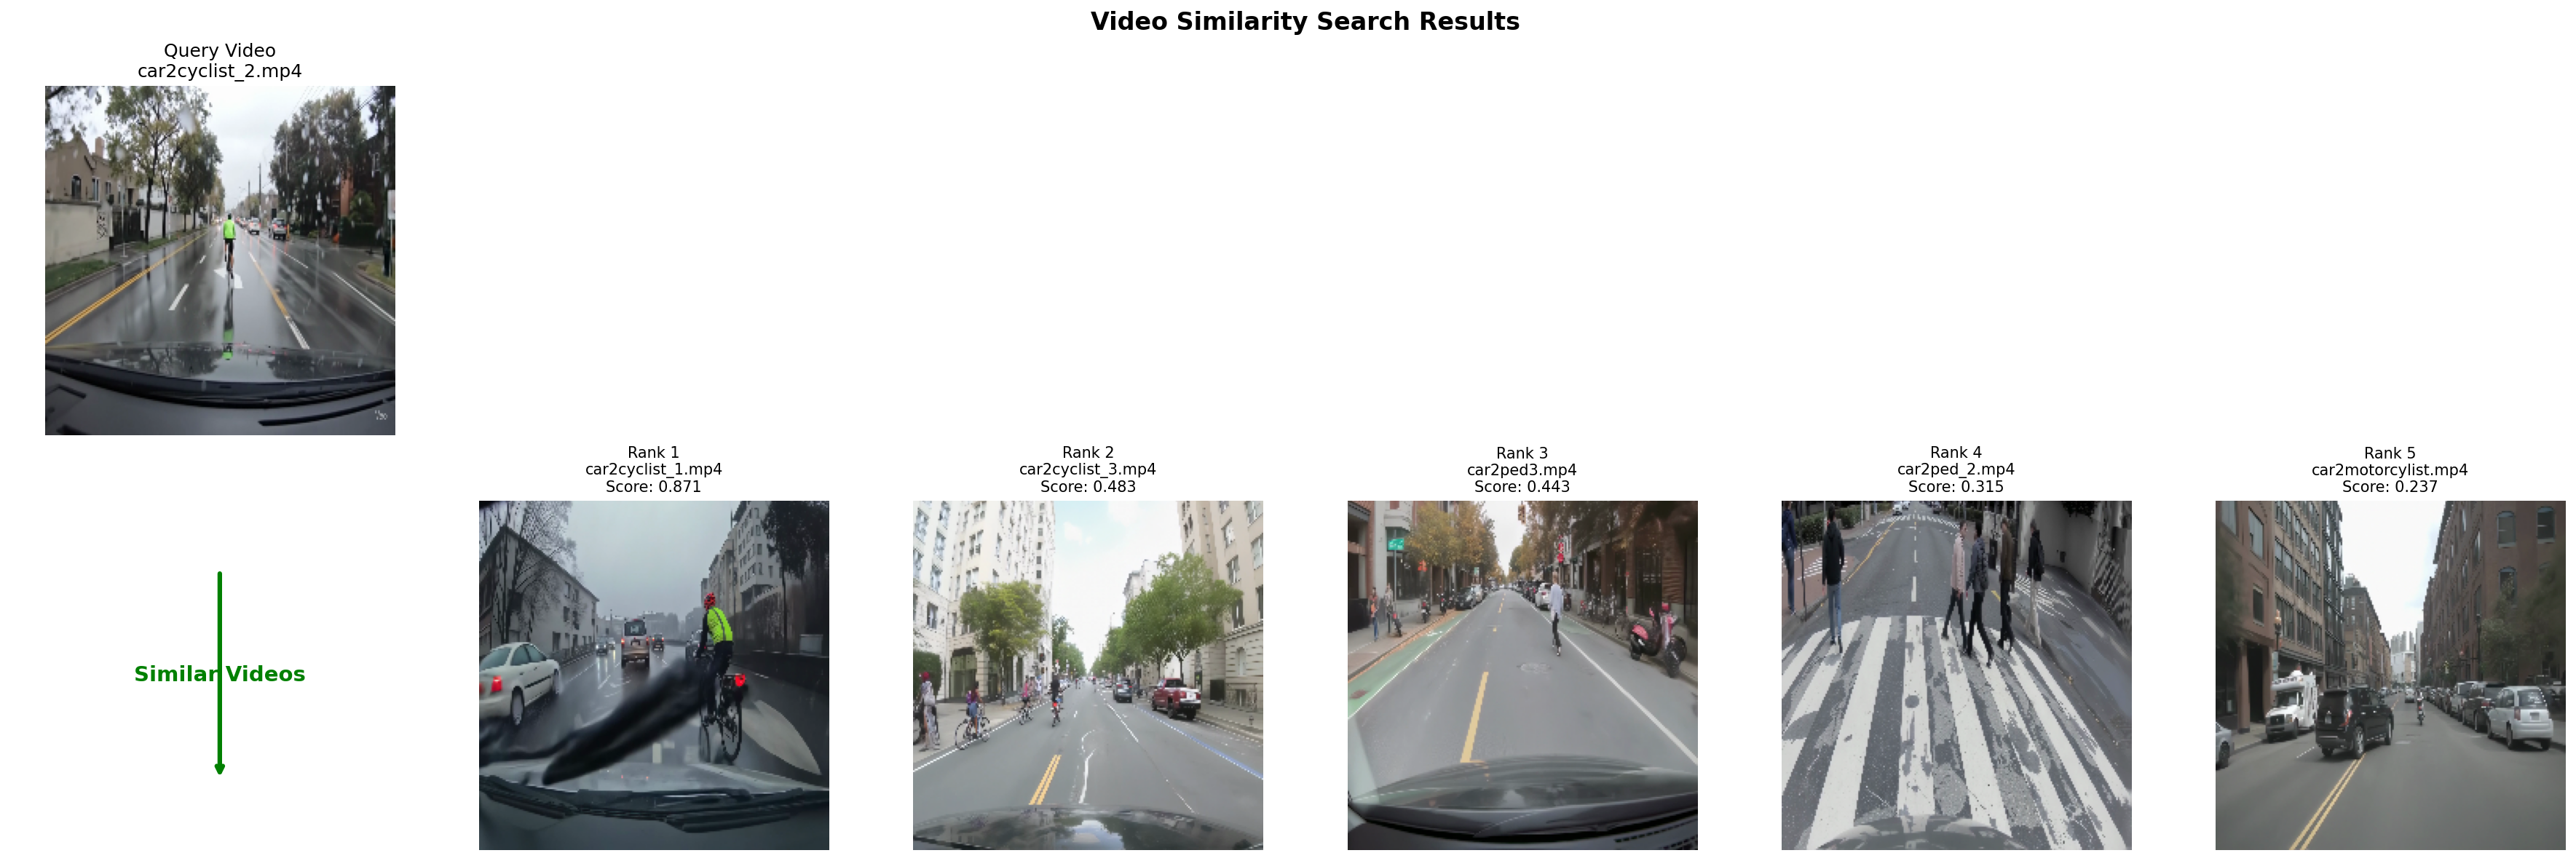 Video Similarity Search Results
Query Video
car2cyclist_2.mp4
Rank 1
car2cyclist_1.mp4
Score: 0.871
Rank 2
car2cyclist_3.mp4
Score: 0.483
Rank 3
car2ped3.mp4
Score: 0.443
Rank 4
car2ped_2.mp4
Score: 0.315
Rank 5
car2motorcylist.mp4
Score: 0.237
Similar Videos